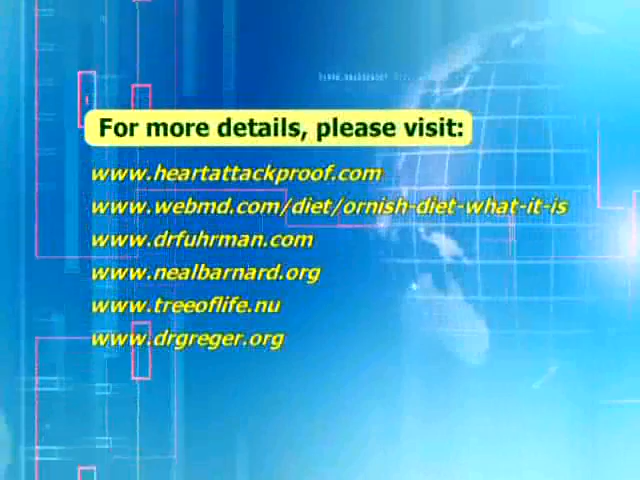 For more details, please visit:
www.heartattackproof.com
www.webmd.com/diet/ornish-diet-what-it-is
www.drfuhrman.com
www.nealbarnard.org
www.treeoflife.nu
www.drgreger.org